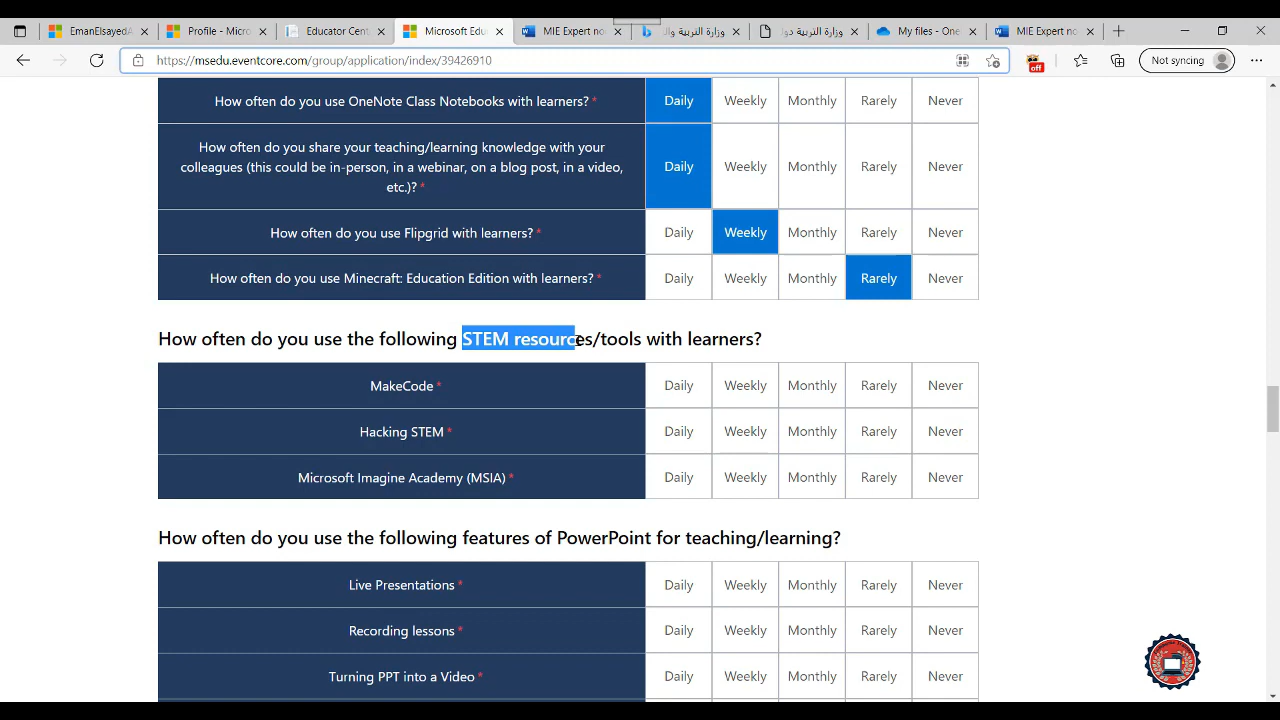 EmanElsayedA
Profile - Micro
Educator Cent
Microsoft Edu
MIE Expert no
وزارة التربية والـ
وزارة التربية دوا
My files - One
MIE Expert no
https://msedu.eventcore.com/group-application/index/39426910
off
Not syncing
How often do you use OneNote Class Notebooks with learners? * Daily Weekly Monthly Rarely Never
How often do you share your teaching/learning knowledge with your
colleagues (this could be in-person, in a webinar, on a blog post, in a video, Daily Weekly Monthly Rarely Never
etc.)? *
How often do you use Flipgrid with learners? * Daily Weekly Monthly Rarely Never
How often do you use Minecraft: Education Edition with learners? * Daily Weekly Monthly Rarely Never
How often do you use the following STEM resources/tools with learners?
MakeCode * Daily Weekly Monthly Rarely Never
Hacking STEM * Daily Weekly Monthly Rarely Never
Microsoft Imagine Academy (MSIA) * Daily Weekly Monthly Rarely Never
How often do you use the following features of PowerPoint for teaching/learning?
Live Presentations * Daily Weekly Monthly Rarely Never
Recording lessons * Daily Weekly Monthly Rarely Never
Turning PPT into a Video * Daily Weekly Monthly Rarely Never